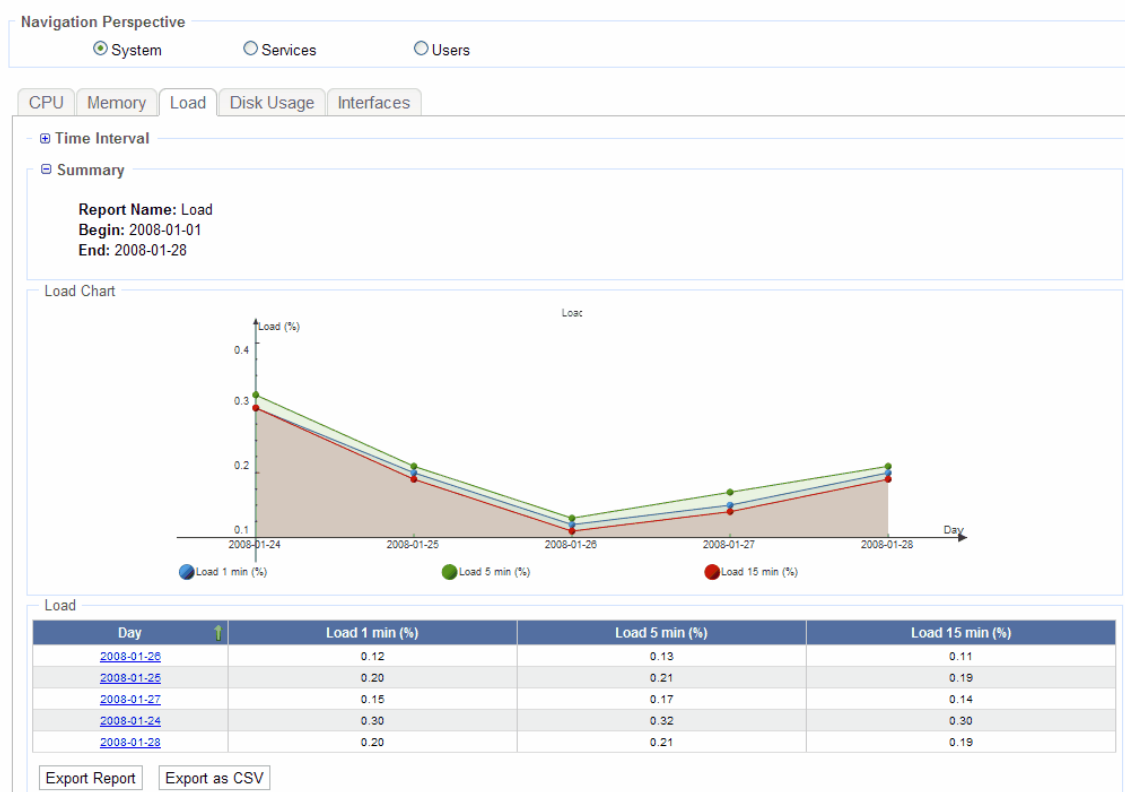 Navigation Perspective
System Services Users
CPU Memory Load Disk Usage Interfaces
Time Interval
Summary
Report Name: Load
Begin: 2008-01-01
End: 2008-01-28
Load Chart
Load
Load (%)
0.4
0.3
0.2
0.1
Day
2008-01-24 2008-01-25 2008-01-26 2008-01-27 2008-01-28
Load 1 min (%) Load 5 min (%) Load 15 min (%)
Load
Day Load 1 min (%) Load 5 min (%) Load 15 min (%)
2008-01-26 0.12 0.13 0.11
2008-01-25 0.20 0.21 0.19
2008-01-27 0.15 0.17 0.14
2008-01-24 0.30 0.32 0.30
2008-01-28 0.20 0.21 0.19
Export Report Export as CSV